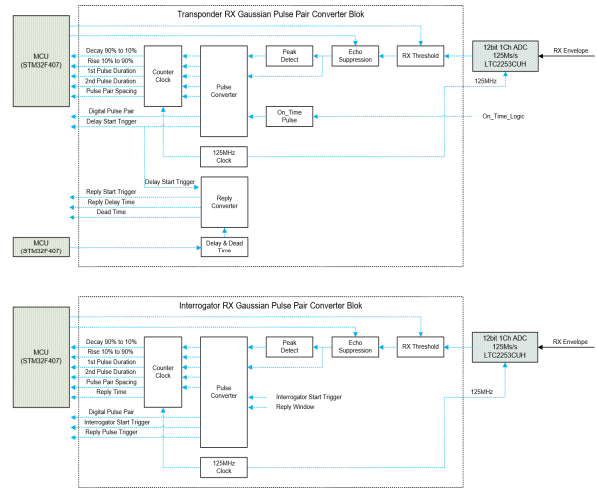 Transponder RX Gaussian Pulse Pair Converter Blok
MCU
(STM32F407)
Decay 90% to 10%
Rise 10% to 90%
1st Pulse Duration
2nd Pulse Duration
Pulse Pair Spacing
Digital Pulse Pair
Delay Start Trigger
Counter
Clock
Pulse
Converter
Peak
Detect
Echo
Suppression
RX Threshold
12bit 1Ch ADC
125Ms/s
LTC2253CUH
RX Envelope
125MHz
On_Time
Pulse
On_Time_Logic
125MHz
Clock
Delay Start Trigger
Reply Start Trigger
Reply Delay Time
Dead Time
Reply
Converter
MCU
(STM32F407)
Delay & Dead
Time
Interrogator RX Gaussian Pulse Pair Converter Blok
MCU
(STM32F407)
Decay 90% to 10%
Rise 10% to 90%
1st Pulse Duration
2nd Pulse Duration
Pulse Pair Spacing
Reply Time
Digital Pulse Pair
Interrogator Start Trigger
Reply Pulse Trigger
Counter
Clock
Pulse
Converter
Peak
Detect
Echo
Suppression
RX Threshold
12bit 1Ch ADC
125Ms/s
LTC2253CUH
RX Envelope
125MHz
Interrogator Start Trigger
Reply Window
125MHz
Clock